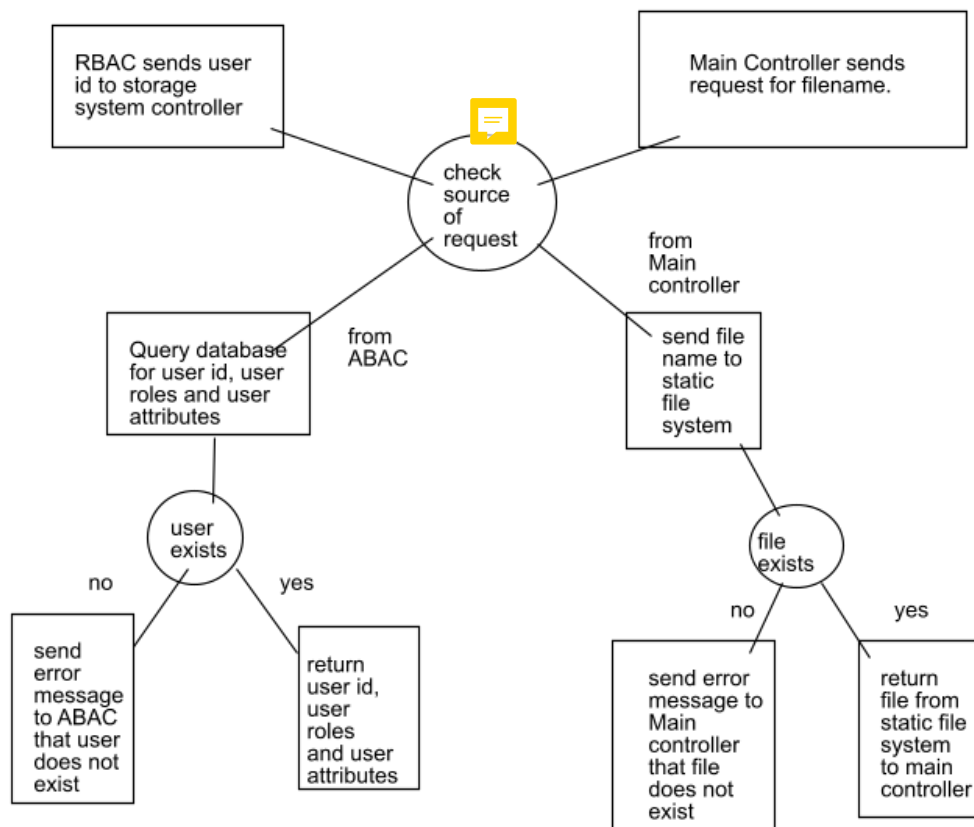 RBAC sends user
id to storage
system controller
Main Controller sends
request for filename.
check
source
of
request
from
Main
controller
from
ABAC
Query database
for user id, user
roles and user
attributes
send file
name to
static
file
system
user
exists
file
exists
no
yes
no
yes
send
error
message
to ABAC
that user
does not
exist
return
user id,
user
roles
and user
attributes
send error
message to
Main
controller
that file
does not
exist
return
file from
static file
system
to main
controller